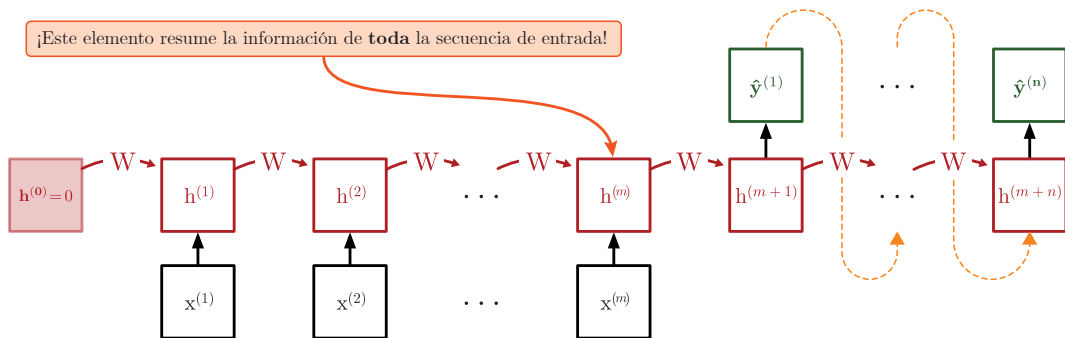 ¡Este elemento resume la información de toda la secuencia de entrada!
ŷ⁽¹⁾ ... ŷ⁽ⁿ⁾
h⁽⁰⁾=0 W h⁽¹⁾ W h⁽²⁾ W ... W h⁽ᵐ⁾ W h⁽ᵐ⁺¹⁾ W ... W h⁽ᵐ⁺ⁿ⁾
x⁽¹⁾ x⁽²⁾ ... x⁽ᵐ⁾